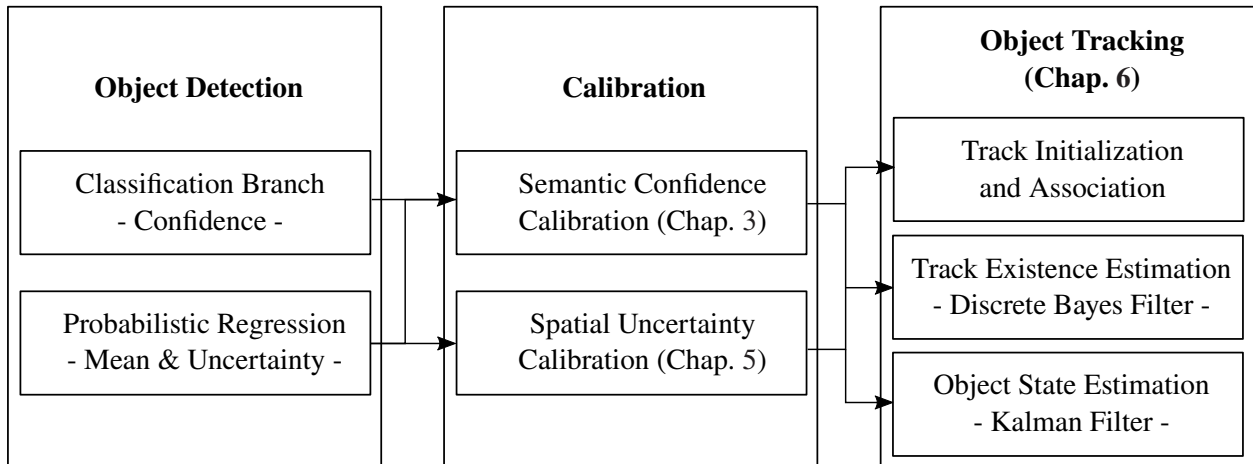 Object Detection
Classification Branch
- Confidence -
Probabilistic Regression
- Mean & Uncertainty -
Calibration
Semantic Confidence
Calibration (Chap. 3)
Spatial Uncertainty
Calibration (Chap. 5)
Object Tracking
(Chap. 6)
Track Initialization
and Association
Track Existence Estimation
- Discrete Bayes Filter -
Object State Estimation
- Kalman Filter -